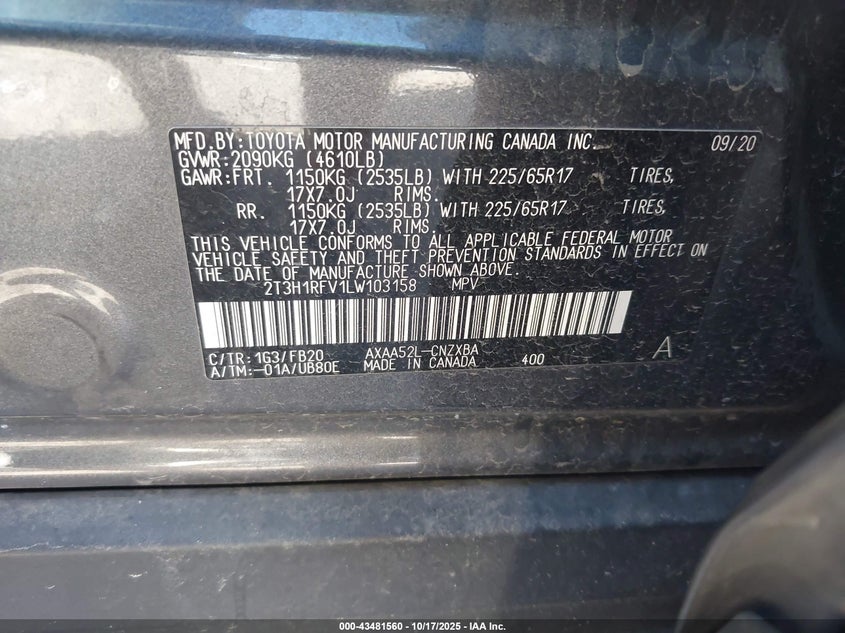 MFD.BY:TOYOTA MOTOR MANUFACTURING CANADA INC. 09/20
GVWR:2090KG (4610LB)
GAWR:FRT. 1150KG (2535LB) WITH 225/65R17 TIRES,
17X7.0J RIMS.
RR. 1150KG (2535LB) WITH 225/65R17 TIRES,
17X7.0J RIMS.
THIS VEHICLE CONFORMS TO ALL APPLICABLE FEDERAL MOTOR
VEHICLE SAFETY AND THEFT PREVENTION STANDARDS IN EFFECT ON
THE DATE OF MANUFACTURE SHOWN ABOVE.
2T3H1RFV1LW103158 MPV
C/TR:1G3/FB20 AXAA52L-CNZXBA 400 A
A/TM:-01A/UB80E MADE IN CANADA
000-43481560 - 10/17/2025 - IAA Inc.